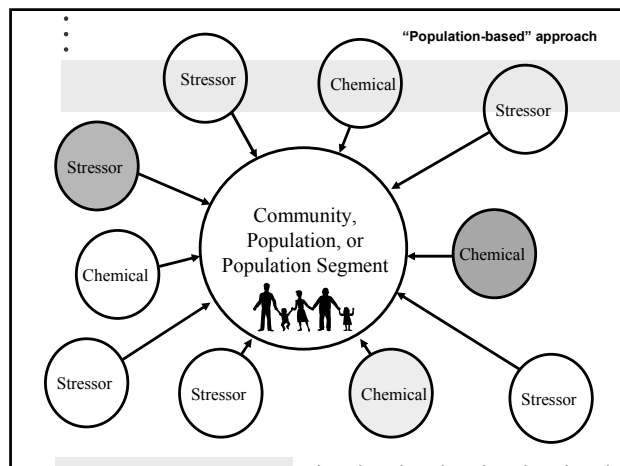 “Population-based” approach
Stressor
Chemical
Stressor
Stressor
Community,
Population, or
Population Segment
Chemical
Chemical
Stressor
Stressor
Chemical
Stressor